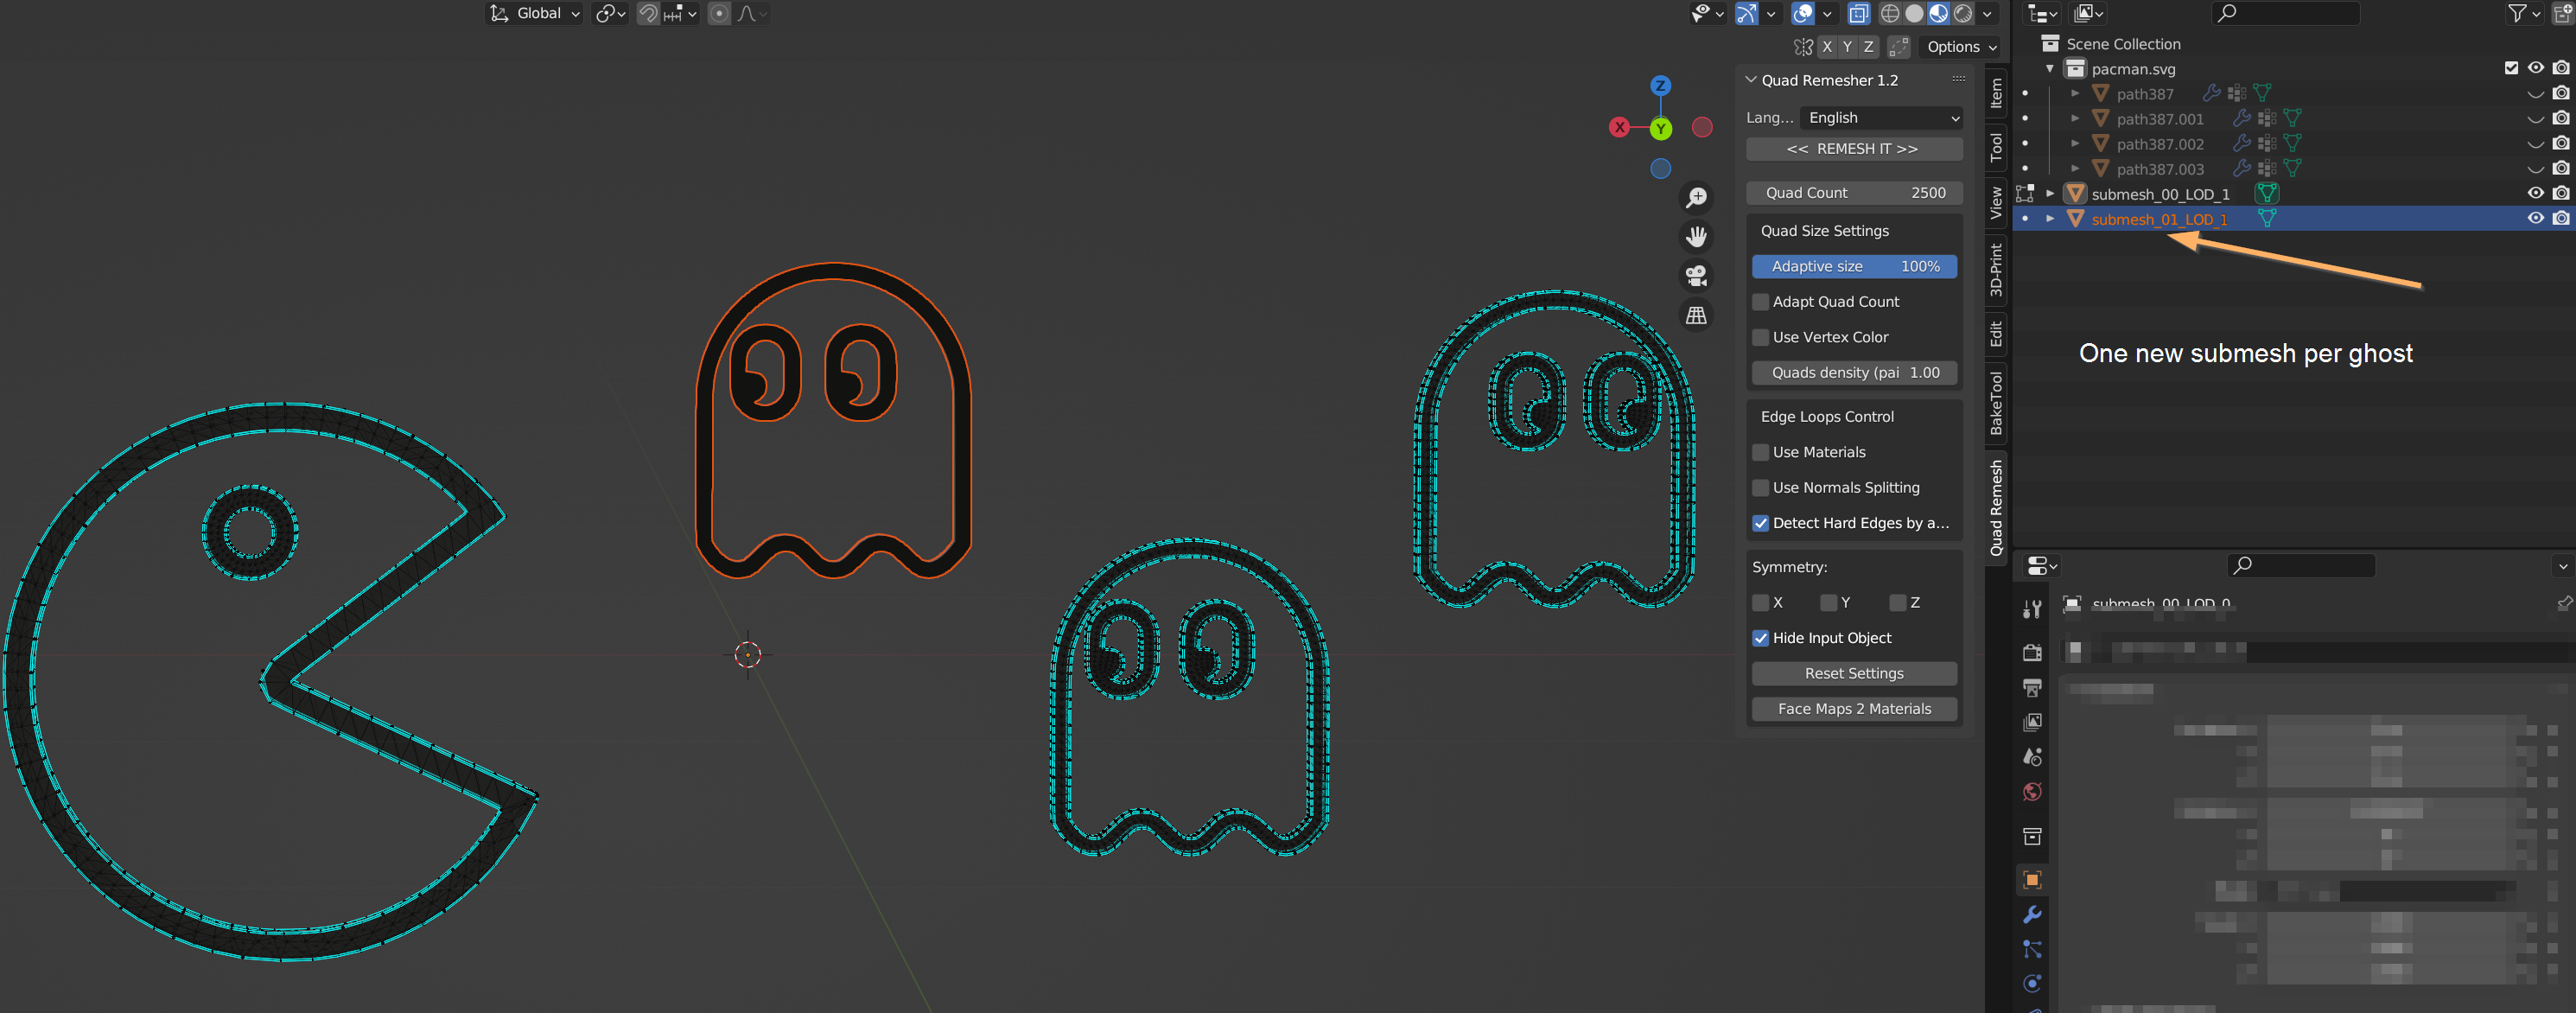 Global
X Y Z
Options
Z
X
Y
Quad Remesher 1.2
Lang... English
<< REMESH IT >>
Quad Count 2500
Quad Size Settings
Adaptive size 100%
Adapt Quad Count
Use Vertex Color
Quads density (pai 1.00
Edge Loops Control
Use Materials
Use Normals Splitting
Detect Hard Edges by a...
Symmetry:
X Y Z
Hide Input Object
Reset Settings
Face Maps 2 Materials
Item
Tool
View
3D-Print
Edit
BakeTool
Quad Remesh
Scene Collection
pacman.svg
path387
path387.001
path387.002
path387.003
submesh_00_LOD_1
submesh_01_LOD_1
One new submesh per ghost
submesh_00_LOD_0